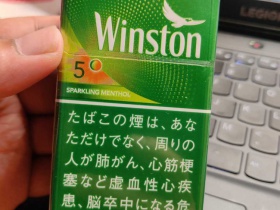 Winston
5
SPARKLING MENTHOL
たばこの煙は、あな
ただけでなく、周りの
人が肺がん、心筋梗
塞など虚血性心疾
患、脳卒中になる危
LEGION